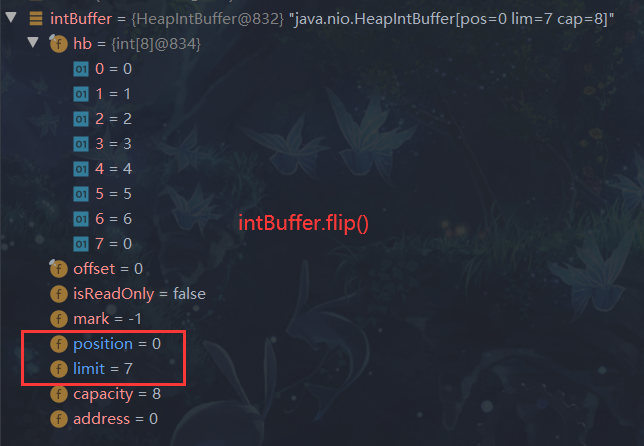 intBuffer = {HeapIntBuffer@832} "java.nio.HeapIntBuffer[pos=0 lim=7 cap=8]"
f hb = {int[8]@834}
01 0 = 0
01 1 = 1
01 2 = 2
01 3 = 3
01 4 = 4
01 5 = 5
01 6 = 6
intBuffer.flip()
01 7 = 0
f offset = 0
f isReadOnly = false
f mark = -1
f position = 0
f limit = 7
f capacity = 8
f address = 0